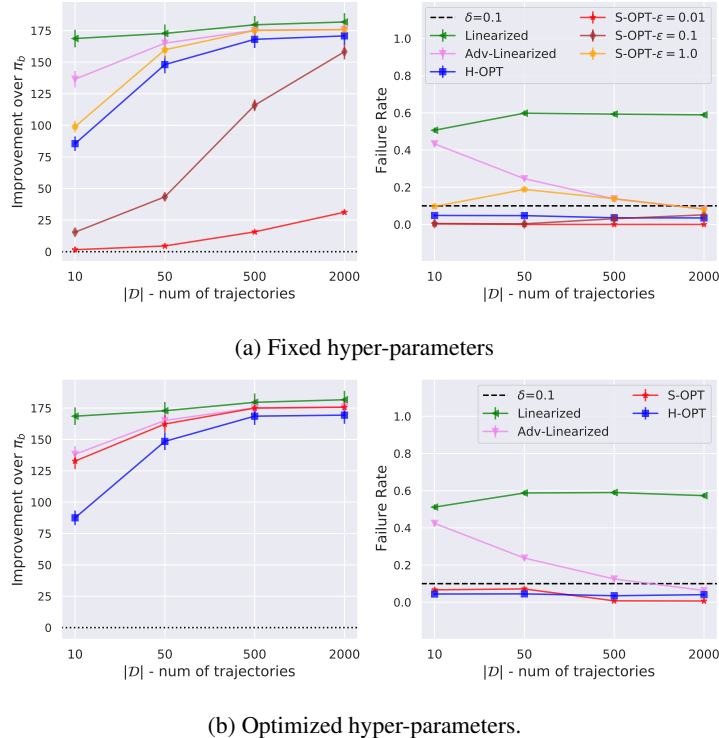 175
150
125
100
75
50
25
0
Improvement over π_b
10 50 500 2000
|𝒟| - num of trajectories
1.0
0.8
0.6
0.4
0.2
0.0
Failure Rate
δ=0.1
Linearized
Adv-Linearized
H-OPT
S-OPT-ε = 0.01
S-OPT-ε = 0.1
S-OPT-ε = 1.0
10 50 500 2000
|𝒟| - num of trajectories
(a) Fixed hyper-parameters
175
150
125
100
75
50
25
0
Improvement over π_b
10 50 500 2000
|𝒟| - num of trajectories
1.0
0.8
0.6
0.4
0.2
0.0
Failure Rate
δ=0.1
Linearized
Adv-Linearized
S-OPT
H-OPT
10 50 500 2000
|𝒟| - num of trajectories
(b) Optimized hyper-parameters.